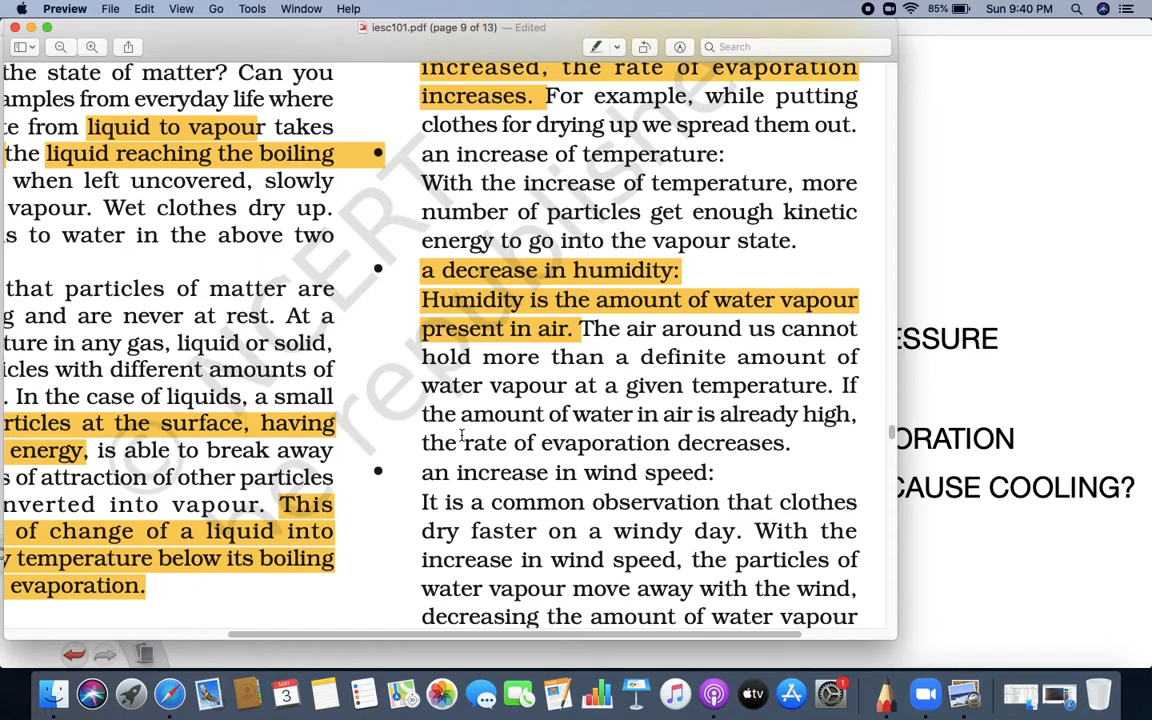 Preview File Edit View Go Tools Window Help
85% Sun 9:40 PM
iesc101.pdf (page 9 of 13) — Edited
Search
the state of matter? Can you
amples from everyday life where
te from liquid to vapour takes
the liquid reaching the boiling
when left uncovered, slowly
vapour. Wet clothes dry up.
s to water in the above two
that particles of matter are
g and are never at rest. At a
ture in any gas, liquid or solid,
icles with different amounts of
. In the case of liquids, a small
rticles at the surface, having
energy, is able to break away
s of attraction of other particles
nverted into vapour. This
of change of a liquid into
y temperature below its boiling
evaporation.
increased, the rate of evaporation
increases. For example, while putting
clothes for drying up we spread them out.
• an increase of temperature:
With the increase of temperature, more
number of particles get enough kinetic
energy to go into the vapour state.
• a decrease in humidity:
Humidity is the amount of water vapour
present in air. The air around us cannot
hold more than a definite amount of
water vapour at a given temperature. If
the amount of water in air is already high,
the rate of evaporation decreases.
• an increase in wind speed:
It is a common observation that clothes
dry faster on a windy day. With the
increase in wind speed, the particles of
water vapour move away with the wind,
decreasing the amount of water vapour
© NCERT
be republishe
ESSURE
ORATION
CAUSE COOLING?
MAY
3
tv
1